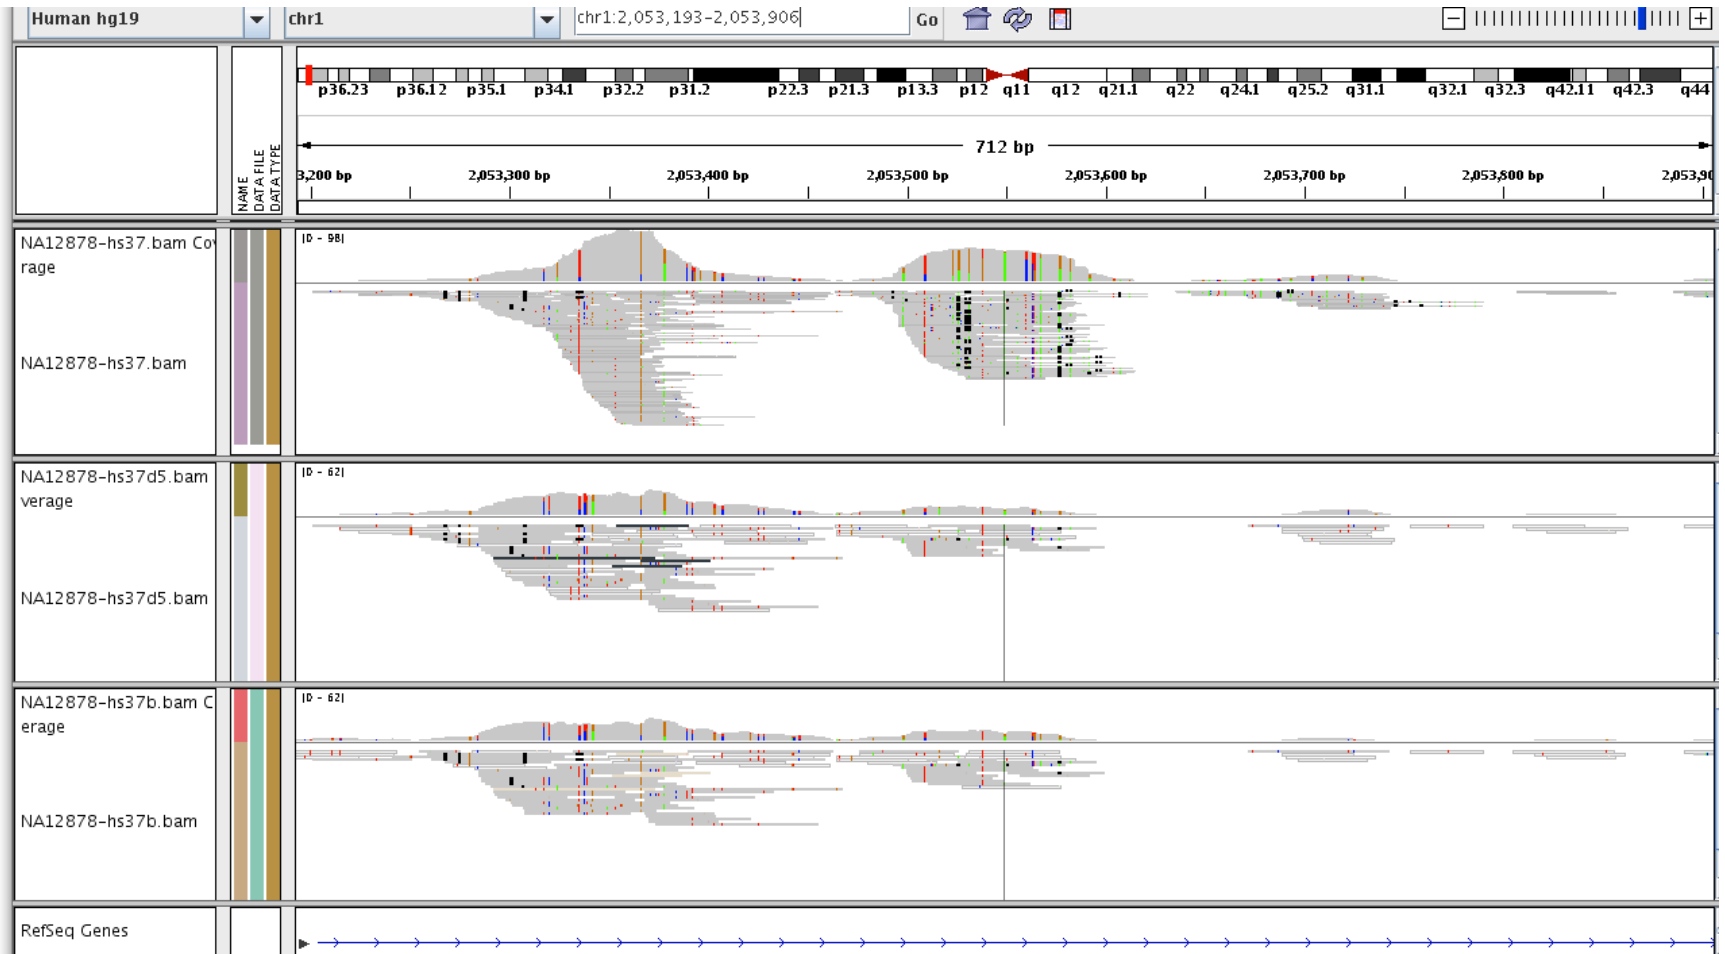 Human hg19 chr1 chr1:2,053,193-2,053,906 Go
p36.23 p36.12 p35.1 p34.1 p32.2 p31.2 p22.3 p21.3 p13.3 p12 q11 q12 q21.1 q22 q24.1 q25.2 q31.1 q32.1 q32.3 q42.11 q42.3 q44
NAME
DATA FILE
DATA TYPE
712 bp
3,200 bp 2,053,300 bp 2,053,400 bp 2,053,500 bp 2,053,600 bp 2,053,700 bp 2,053,800 bp 2,053,90
NA12878-hs37.bam Cov
rage
[0 - 98]
NA12878-hs37.bam
NA12878-hs37d5.bam
verage
[0 - 62]
NA12878-hs37d5.bam
NA12878-hs37b.bam C
erage
[0 - 62]
NA12878-hs37b.bam
RefSeq Genes